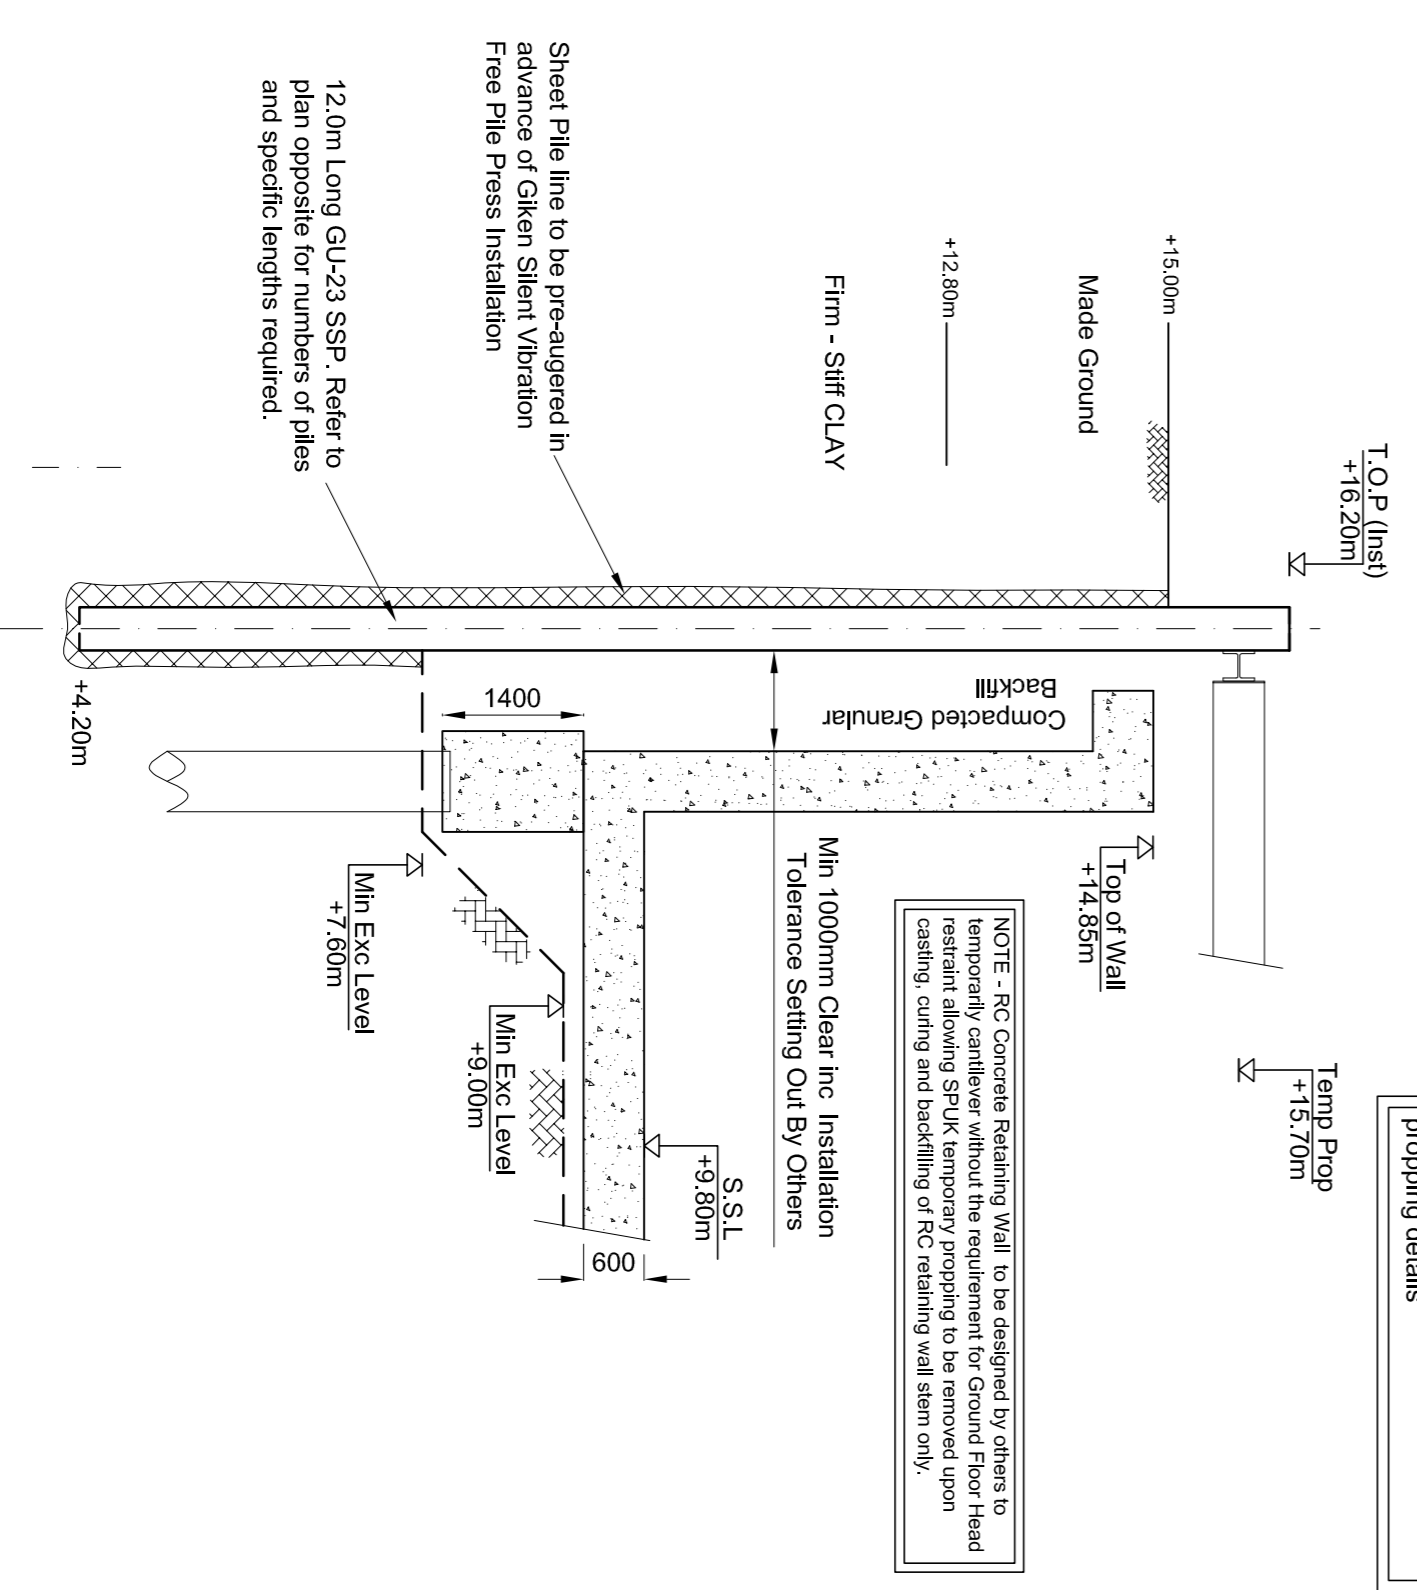 T.O.P (Inst)
+16.20m
+15.00m
Made Ground
+12.80m
Firm - Stiff CLAY
Sheet Pile line to be pre-augered in
advance of Giken Silent Vibration
Free Pile Press Installation
12.0m Long GU-23 SSP. Refer to
plan opposite for numbers of piles
and specific lengths required.
+4.20m
propping details
Temp Prop
+15.70m
Top of Wall
+14.85m
Compacted Granular
Backfill
NOTE - RC Concrete Retaining Wall to be designed by others to
temporarily cantilever without the requirement for Ground Floor Head
restraint allowing SPUK temporary propping to be removed upon
casting, curing and backfilling of RC retaining wall stem only.
Min 1000mm Clear inc Installation
Tolerance Setting Out By Others
S.S.L
+9.80m
600
1400
Min Exc Level
+9.00m
Min Exc Level
+7.60m